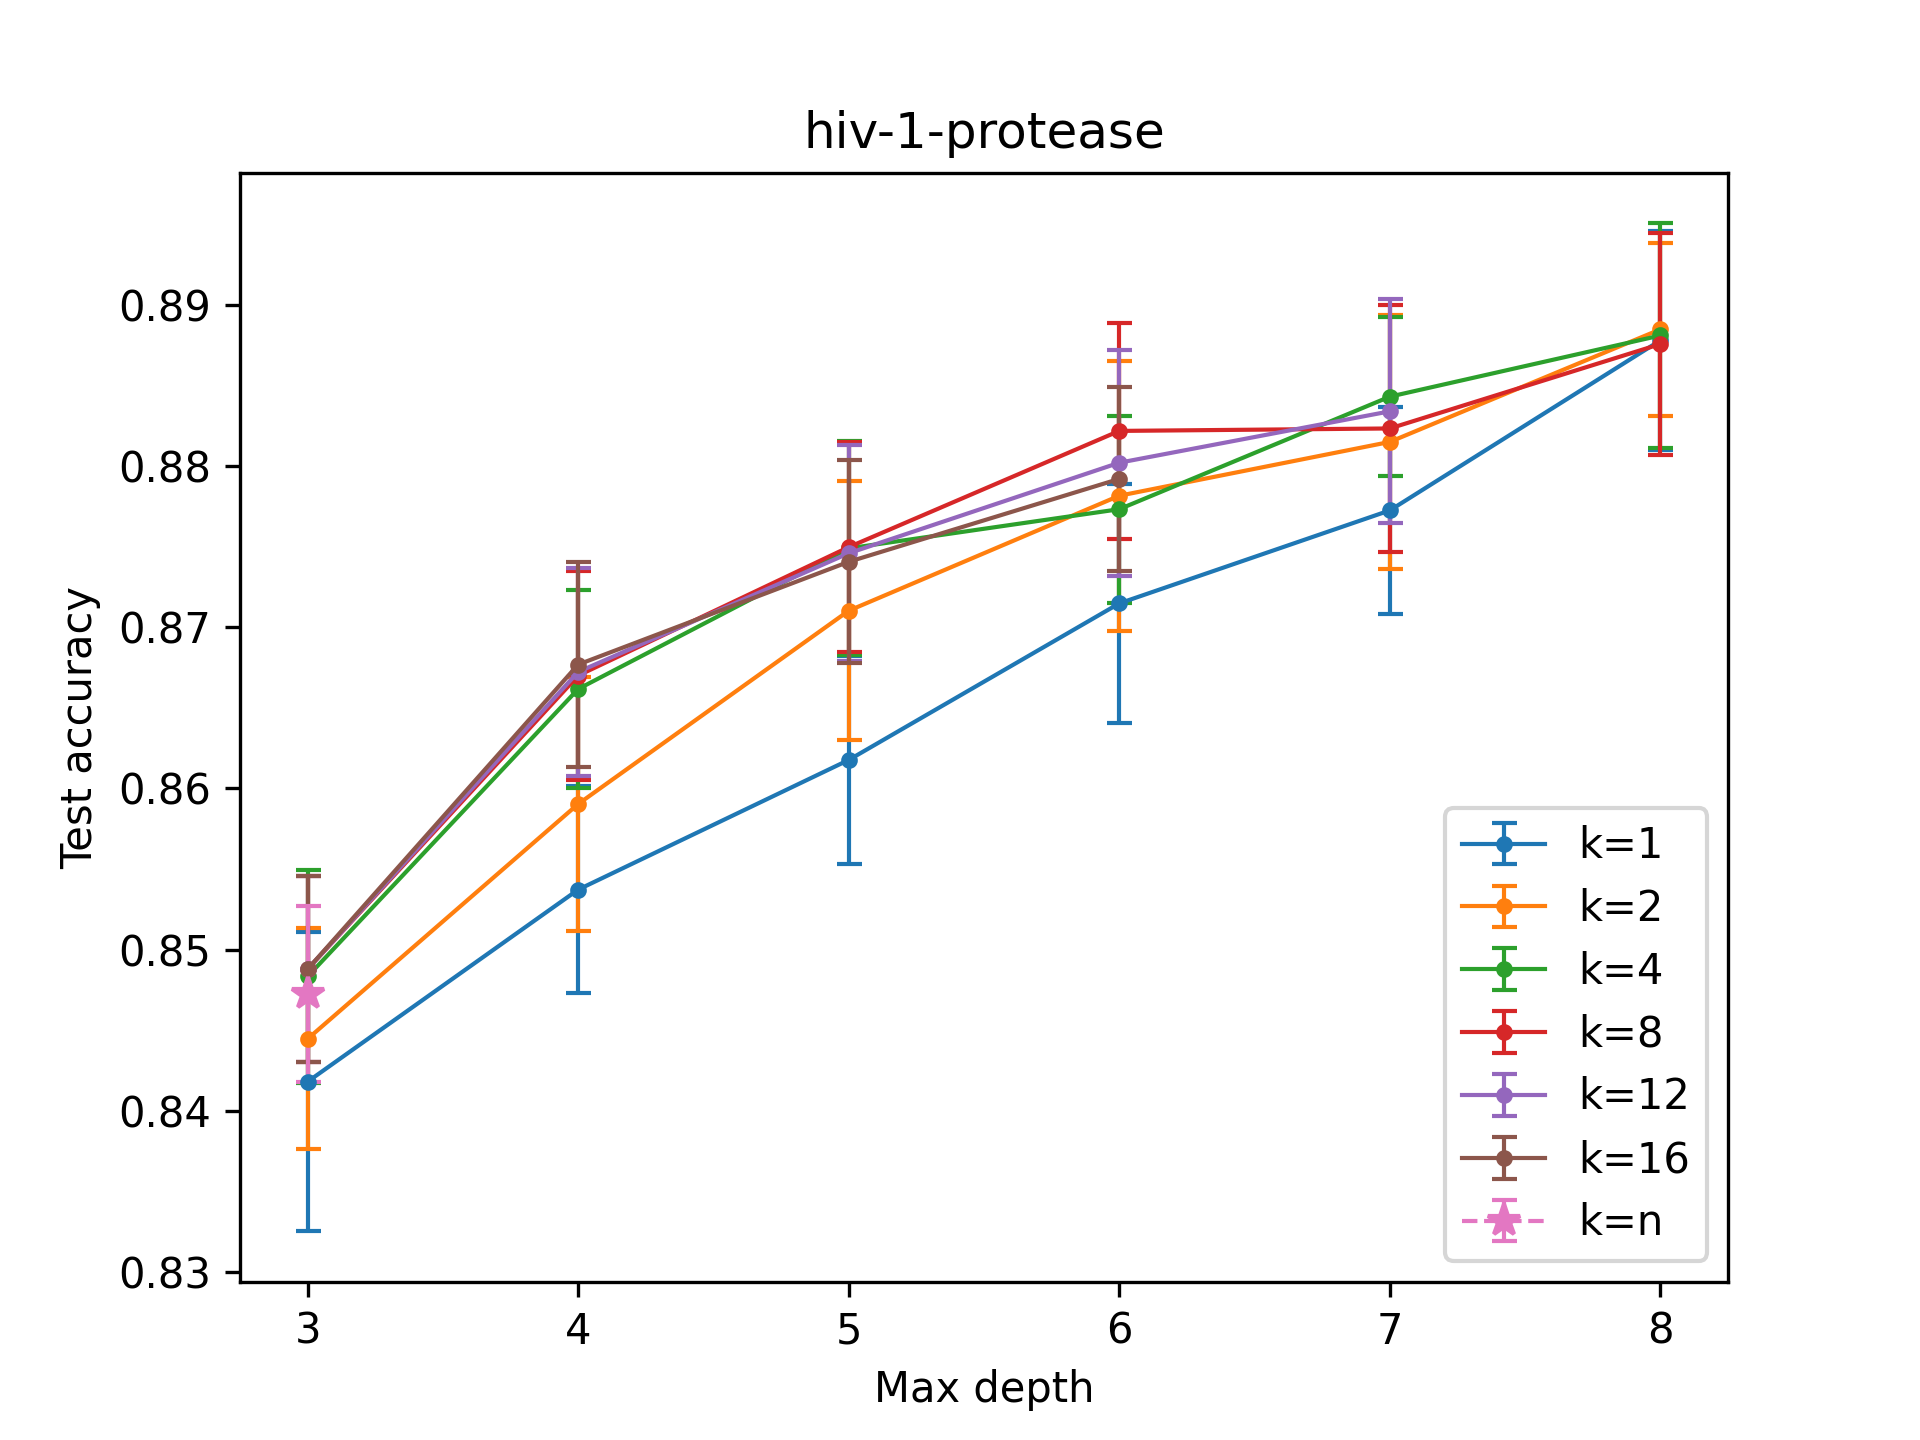 hiv-1-protease
Test accuracy
0.89
0.88
0.87
0.86
0.85
0.84
0.83
3 4 5 6 7 8
Max depth
k=1
k=2
k=4
k=8
k=12
k=16
k=n